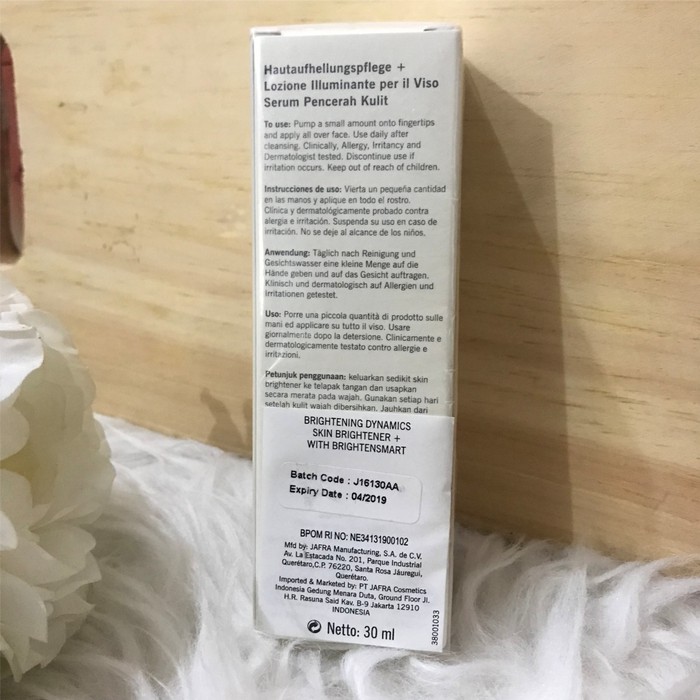 Hautaufhellungspflege +
Lozione Illuminante per il Viso
Serum Pencerah Kulit
To use: Pump a small amount onto fingertips
and apply all over face. Use daily after
cleansing. Clinically, Allergy, Irritancy and
Dermatologist tested. Discontinue use if
irritation occurs. Keep out of reach of children.
Instrucciones de uso: Vierta un pequeña cantidad
en las manos y aplique en todo el rostro.
Clínica y dermatológicamente probado contra
alergia e irritación. Suspenda su uso en caso de
irritación. No se deje al alcance de los niños.
Anwendung: Täglich nach Reinigung und
Gesichtswasser eine kleine Menge auf die
Hände geben und auf das Gesicht auftragen.
Klinisch und dermatologisch auf Allergien und
Irritationen getestet.
Uso: Porre una piccola quantità di prodotto sulle
mani ed applicare su tutto il viso. Usare
giornalmente dopo la detersione. Clinicamente e
dermatologicamente testato contro allergie e
irritazioni.
Petunjuk penggunaan: keluarkan sedikit skin
brightener ke telapak tangan dan usapkan
secara merata pada wajah. Gunakan setiap hari
setelah kulit wajah dibersihkan. Jauhkan dari
BRIGHTENING DYNAMICS
SKIN BRIGHTENER +
WITH BRIGHTENSMART
Batch Code : J16130AA
Expiry Date : 04/2019
BPOM RI NO: NE34131900102
Mfd by: JAFRA Manufacturing, S.A. de C.V.
Av. La Estacada No. 201, Parque Industrial
Querétaro,C.P. 76220, Santa Rosa Jáuregui,
Querétaro.
Imported & Marketed by: PT JAFRA Cosmetics
Indonesia Gedung Menara Duta, Ground Floor Jl.
H.R. Rasuna Said Kav. B-9 Jakarta 12910
INDONESIA
Netto: 30 ml
38001033